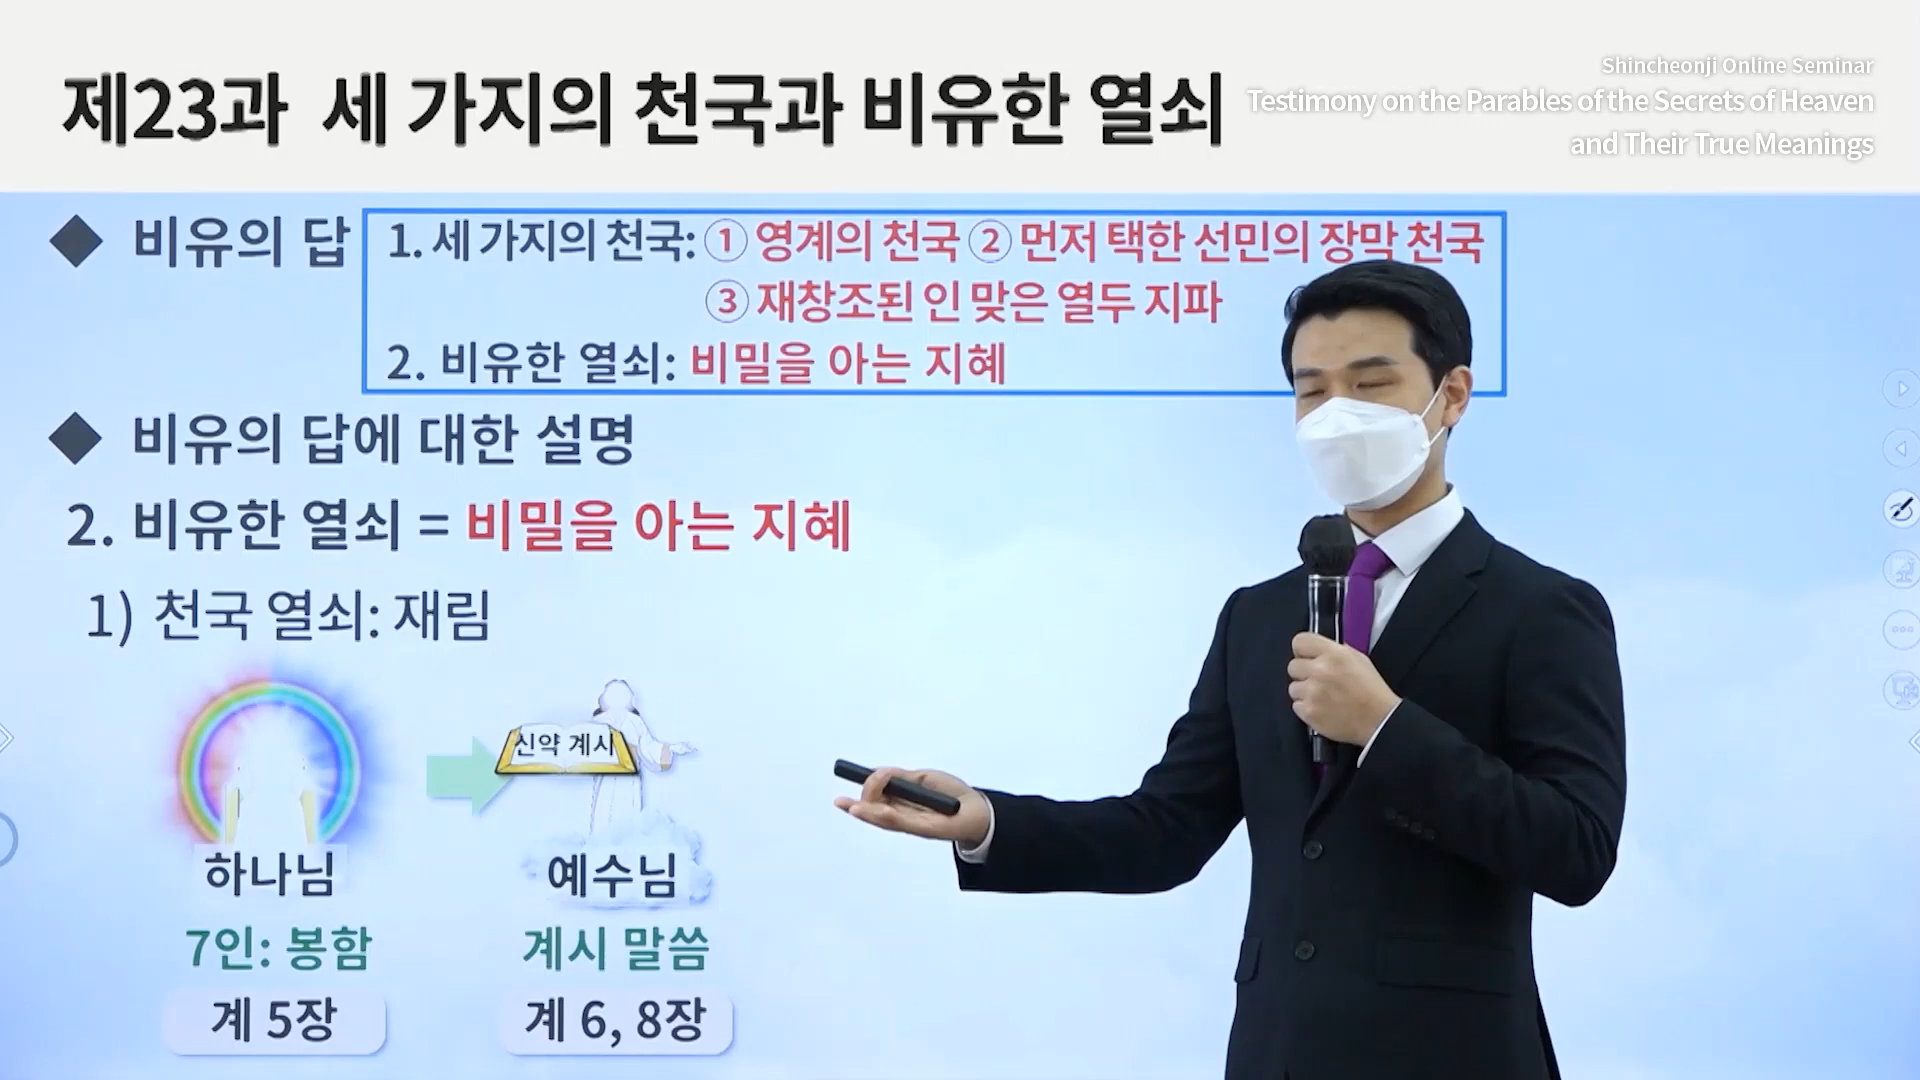 제23과 세 가지의 천국과 비유한 열쇠
Shincheonji Online Seminar
Testimony on the Parables of the Secrets of Heaven
and Their True Meanings
◆ 비유의 답
1. 세 가지의 천국: ① 영계의 천국 ② 먼저 택한 선민의 장막 천국
③ 재창조된 인 맞은 열두 지파
2. 비유한 열쇠: 비밀을 아는 지혜
◆ 비유의 답에 대한 설명
2. 비유한 열쇠 = 비밀을 아는 지혜
1) 천국 열쇠: 재림
신약 계시
하나님
예수님
7인: 봉함
계시 말씀
계 5장
계 6, 8장